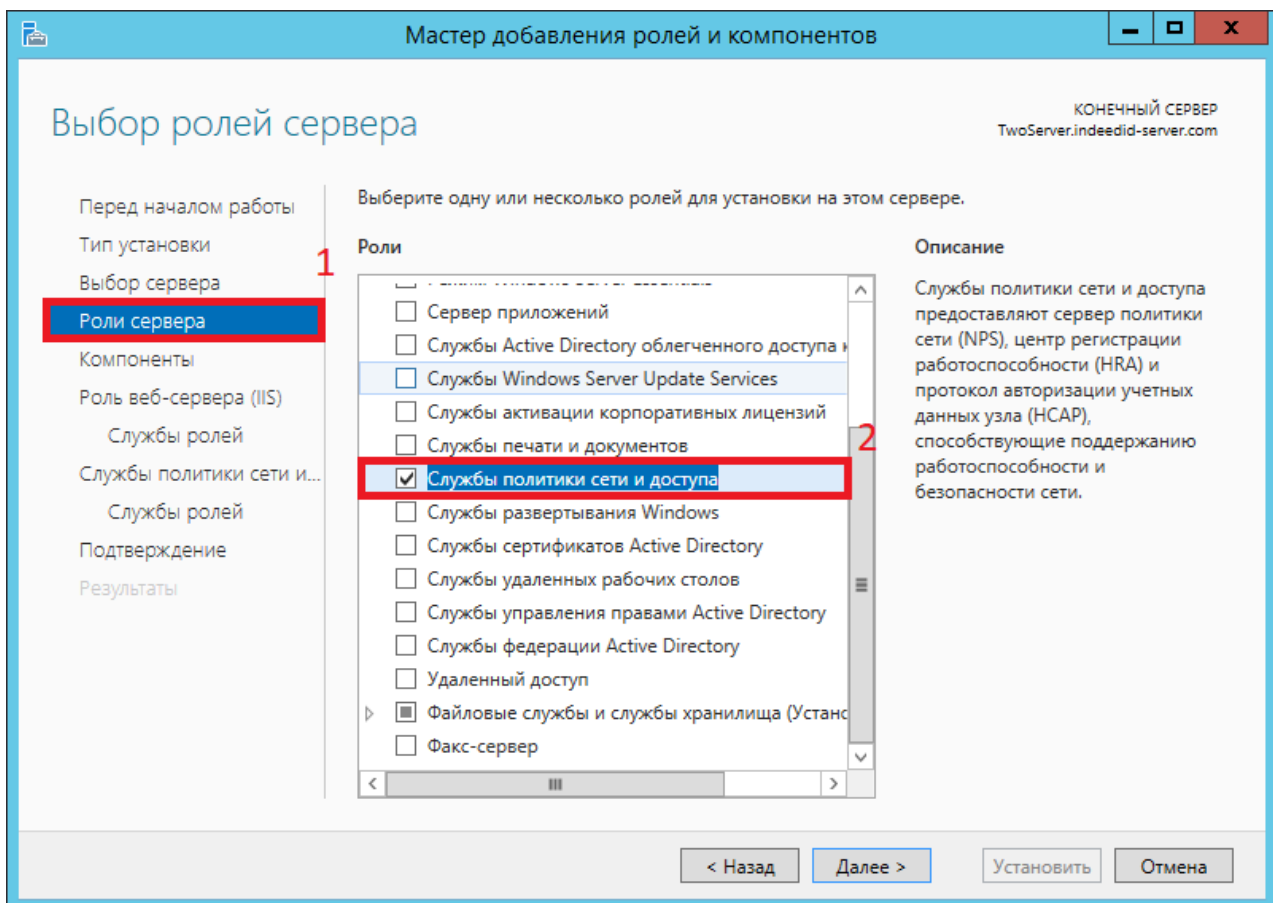 Мастер добавления ролей и компонентов
Выбор ролей сервера
КОНЕЧНЫЙ СЕРВЕР
TwoServer.indeedid-server.com
Перед началом работы
Тип установки
Выбор сервера
1
Роли сервера
Компоненты
Роль веб-сервера (IIS)
Службы ролей
Службы политики сети и...
Службы ролей
Подтверждение
Результаты
Выберите одну или несколько ролей для установки на этом сервере.
Роли
Сервер приложений
Службы Active Directory облегченного доступа к
Службы Windows Server Update Services
Службы активации корпоративных лицензий
Службы печати и документов
2
Службы политики сети и доступа
Службы развертывания Windows
Службы сертификатов Active Directory
Службы удаленных рабочих столов
Службы управления правами Active Directory
Службы федерации Active Directory
Удаленный доступ
Файловые службы и службы хранилища (Устано
Факс-сервер
Описание
Службы политики сети и доступа
предоставляют сервер политики
сети (NPS), центр регистрации
работоспособности (HRA) и
протокол авторизации учетных
данных узла (HCAP),
способствующие поддержанию
работоспособности и
безопасности сети.
< Назад
Далее >
Установить
Отмена